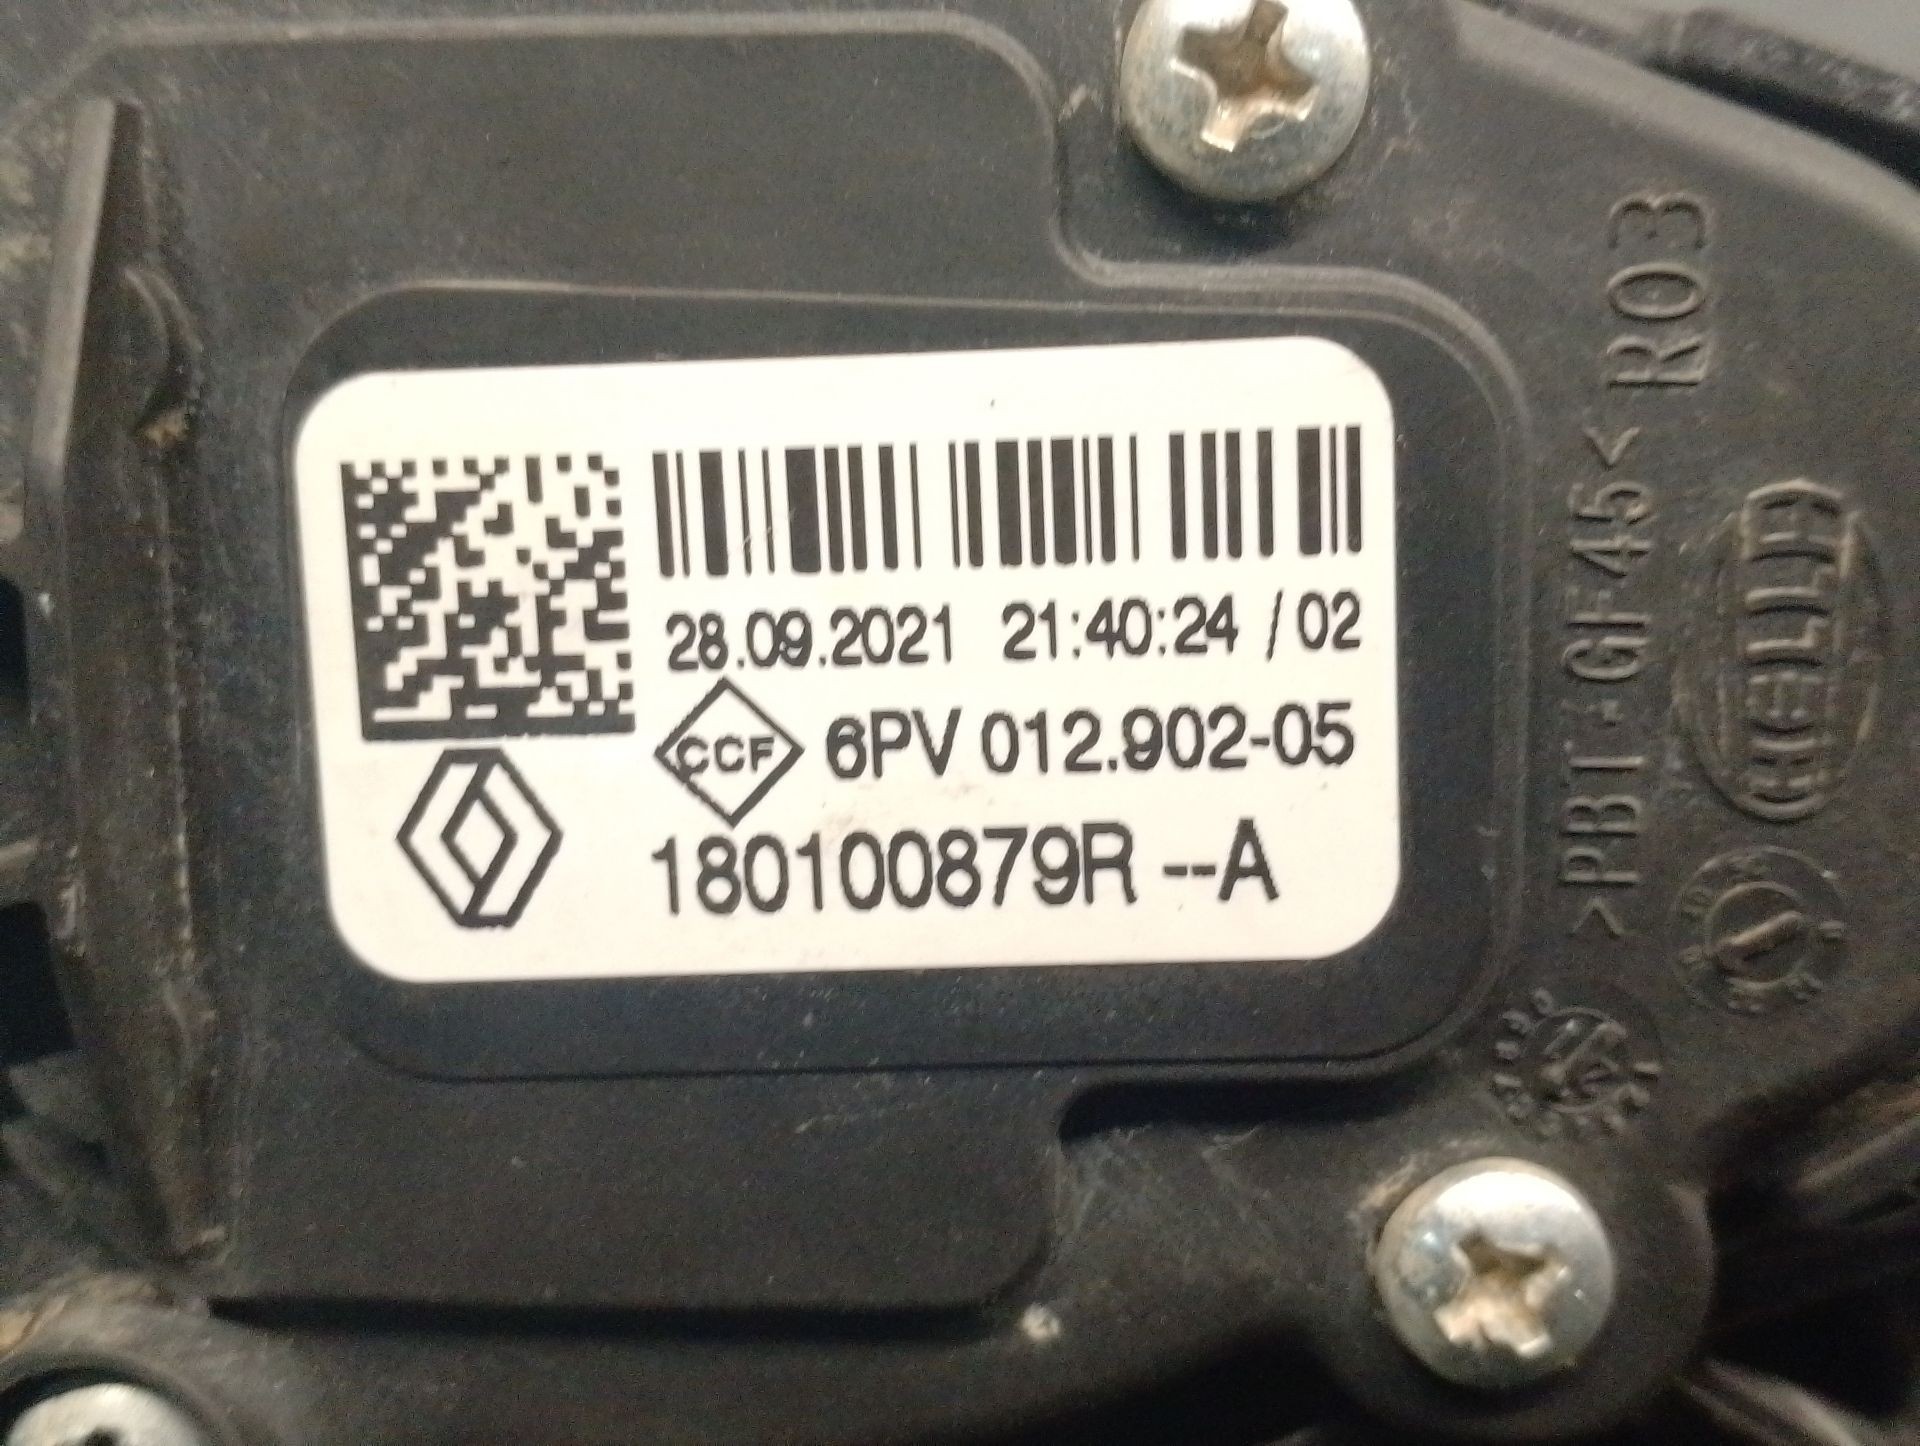 28.09.2021 21:40:24 / 02
CCF 6PV 012.902-05
180100879R --A
>PBT-GF45< R03
HELLA